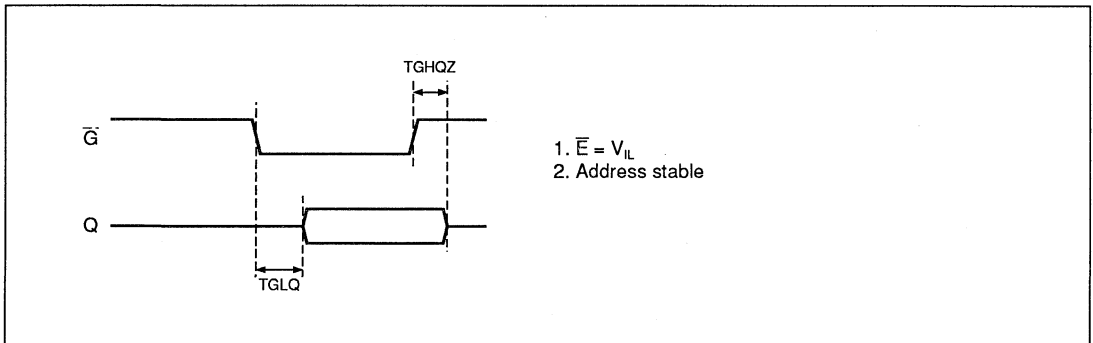 TGHQZ
G̅
1. E̅ = V_IL
2. Address stable
Q
TGLQ